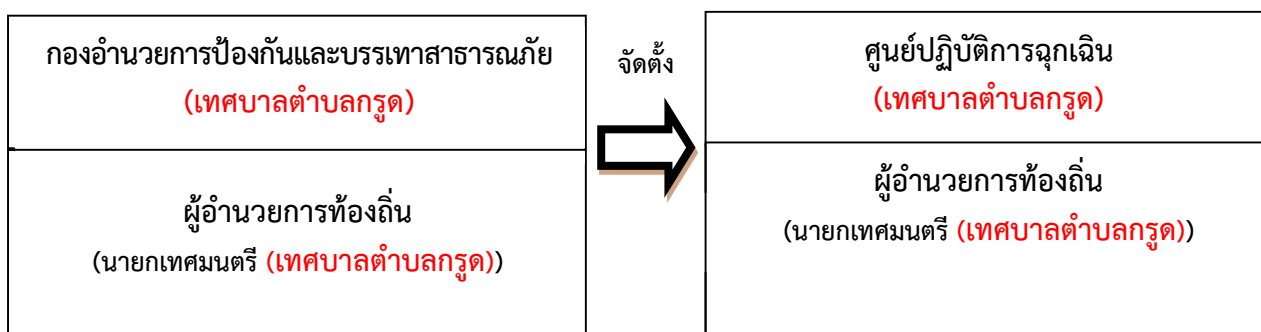 กองอำนวยการป้องกันและบรรเทาสาธารณภัย
(เทศบาลตำบลกรูด)
ผู้อำนวยการท้องถิ่น
(นายกเทศมนตรี (เทศบาลตำบลกรูด))
จัดตั้ง
ศูนย์ปฏิบัติการฉุกเฉิน
(เทศบาลตำบลกรูด)
ผู้อำนวยการท้องถิ่น
(นายกเทศมนตรี (เทศบาลตำบลกรูด))